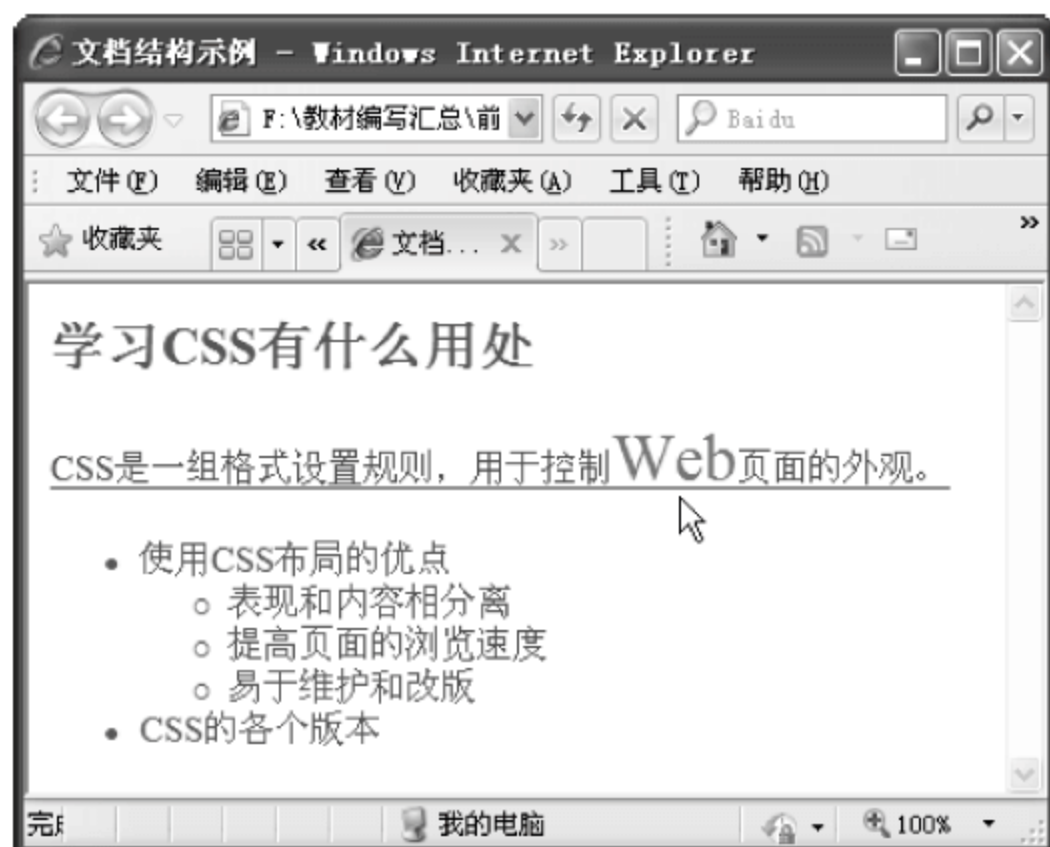 文档结构示例 - Windows Internet Explorer
F:\教材编写汇总\前 Baidu
文件(F) 编辑(E) 查看(V) 收藏夹(A) 工具(T) 帮助(H)
收藏夹 « 文档... X » »
学习CSS有什么用处
CSS是一组格式设置规则，用于控制Web页面的外观。
• 使用CSS布局的优点
○ 表现和内容相分离
○ 提高页面的浏览速度
○ 易于维护和改版
• CSS的各个版本
我的电脑 100%